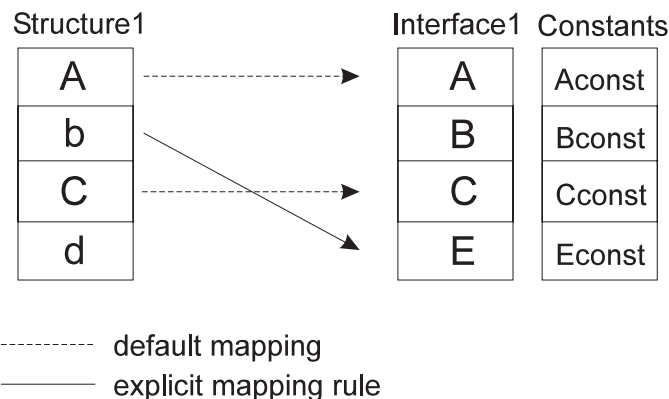 Structure1 Interface1 Constants
A A Aconst
b B Bconst
C C Cconst
d E Econst
default mapping
explicit mapping rule